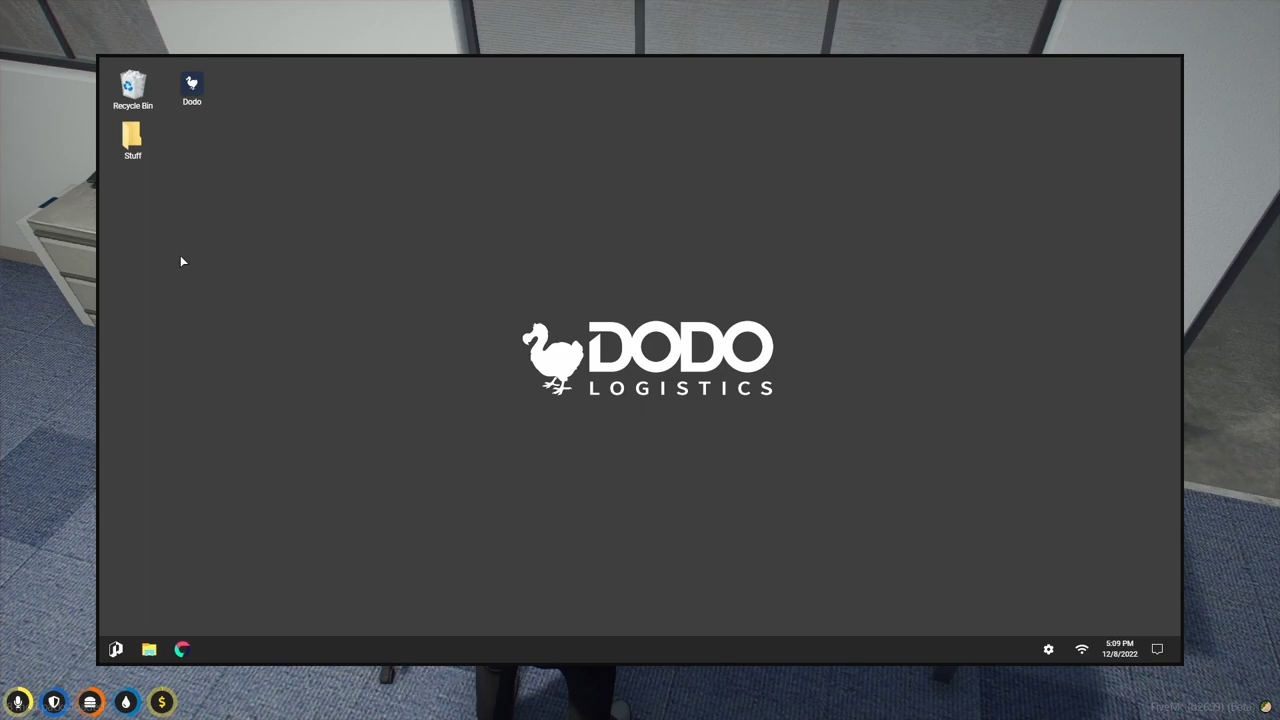 Recycle Bin
Dodo
Stuff
DODO
LOGISTICS
5:09 PM
12/8/2022